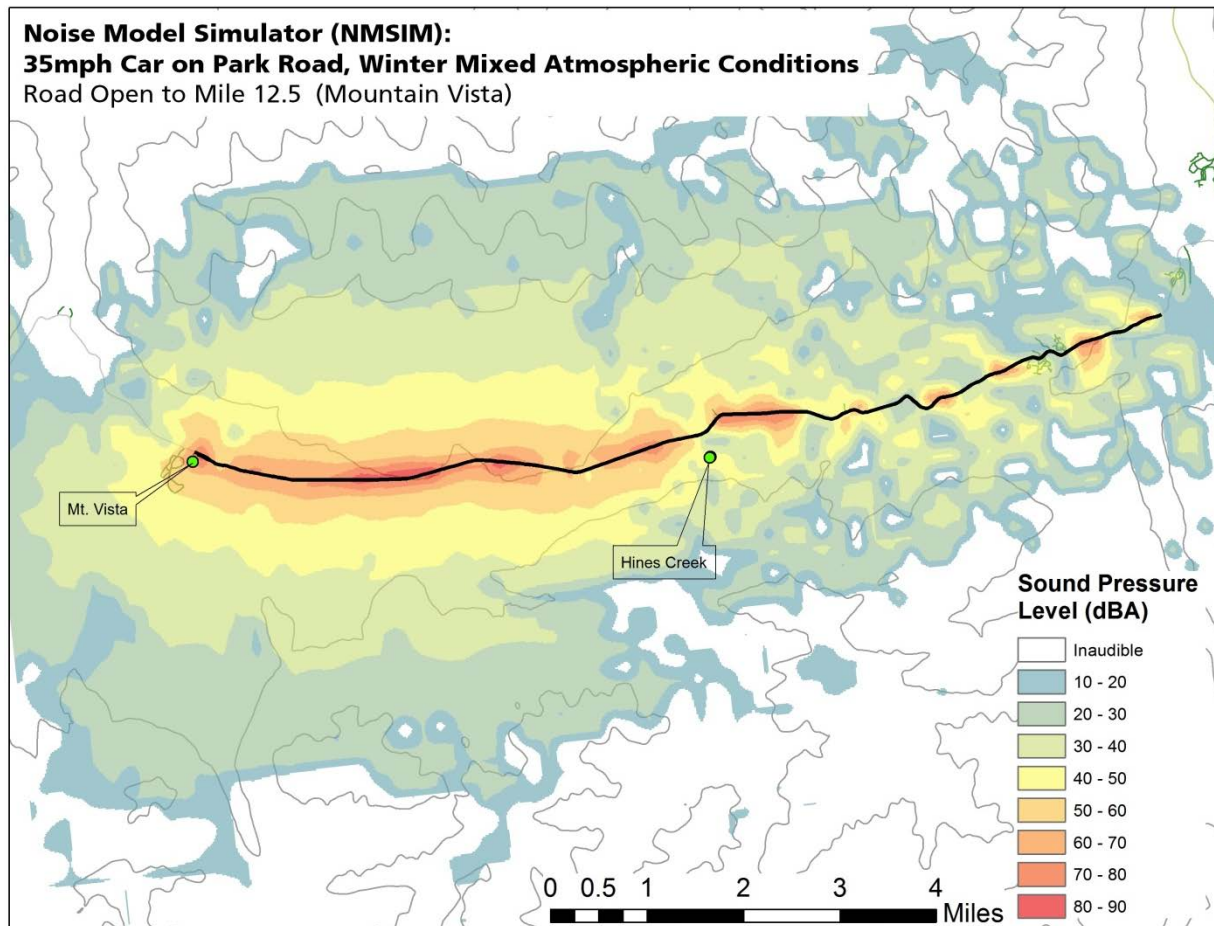 Noise Model Simulator (NMSIM):
35mph Car on Park Road, Winter Mixed Atmospheric Conditions
Road Open to Mile 12.5 (Mountain Vista)
Mt. Vista
Hines Creek
Sound Pressure
Level (dBA)
Inaudible
10 - 20
20 - 30
30 - 40
40 - 50
50 - 60
60 - 70
70 - 80
80 - 90
0 0.5 1 2 3 4
Miles